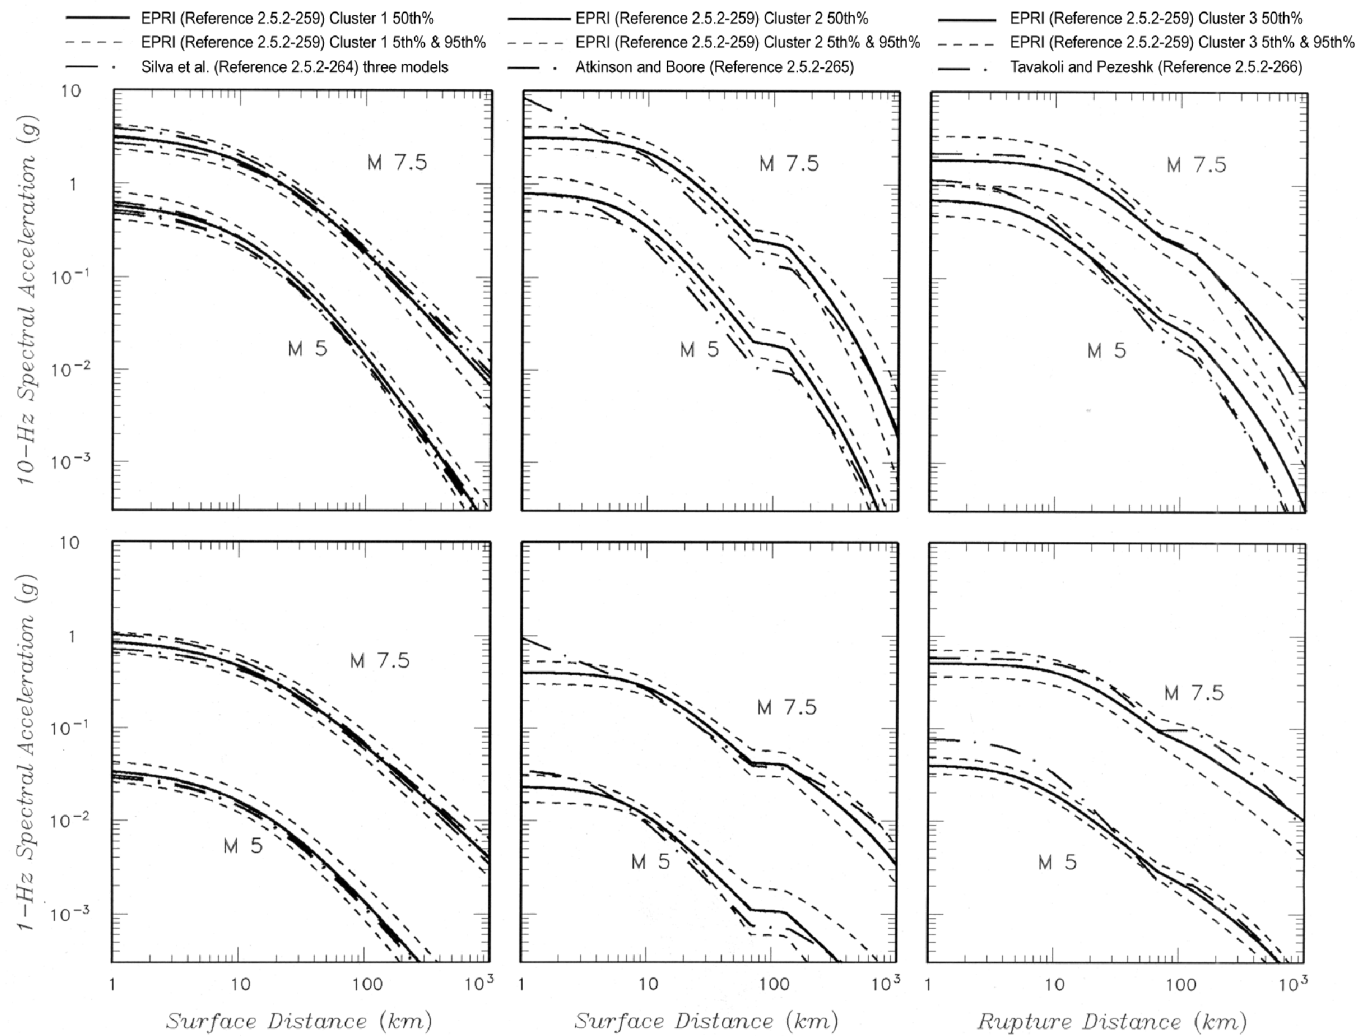 EPRI (Reference 2.5.2-259) Cluster 1 50th%
EPRI (Reference 2.5.2-259) Cluster 1 5th% & 95th%
Silva et al. (Reference 2.5.2-264) three models
EPRI (Reference 2.5.2-259) Cluster 2 50th%
EPRI (Reference 2.5.2-259) Cluster 2 5th% & 95th%
Atkinson and Boore (Reference 2.5.2-265)
EPRI (Reference 2.5.2-259) Cluster 3 50th%
EPRI (Reference 2.5.2-259) Cluster 3 5th% & 95th%
Tavakoli and Pezeshk (Reference 2.5.2-266)
10-Hz Spectral Acceleration (g)
10
1
10⁻¹
10⁻²
10⁻³
M 7.5
M 5
M 7.5
M 5
M 7.5
M 5
1-Hz Spectral Acceleration (g)
10
1
10⁻¹
10⁻²
10⁻³
M 7.5
M 5
M 7.5
M 5
M 7.5
M 5
1 10 100 10³
1 10 100 10³
1 10 100 10³
Surface Distance (km)
Surface Distance (km)
Rupture Distance (km)